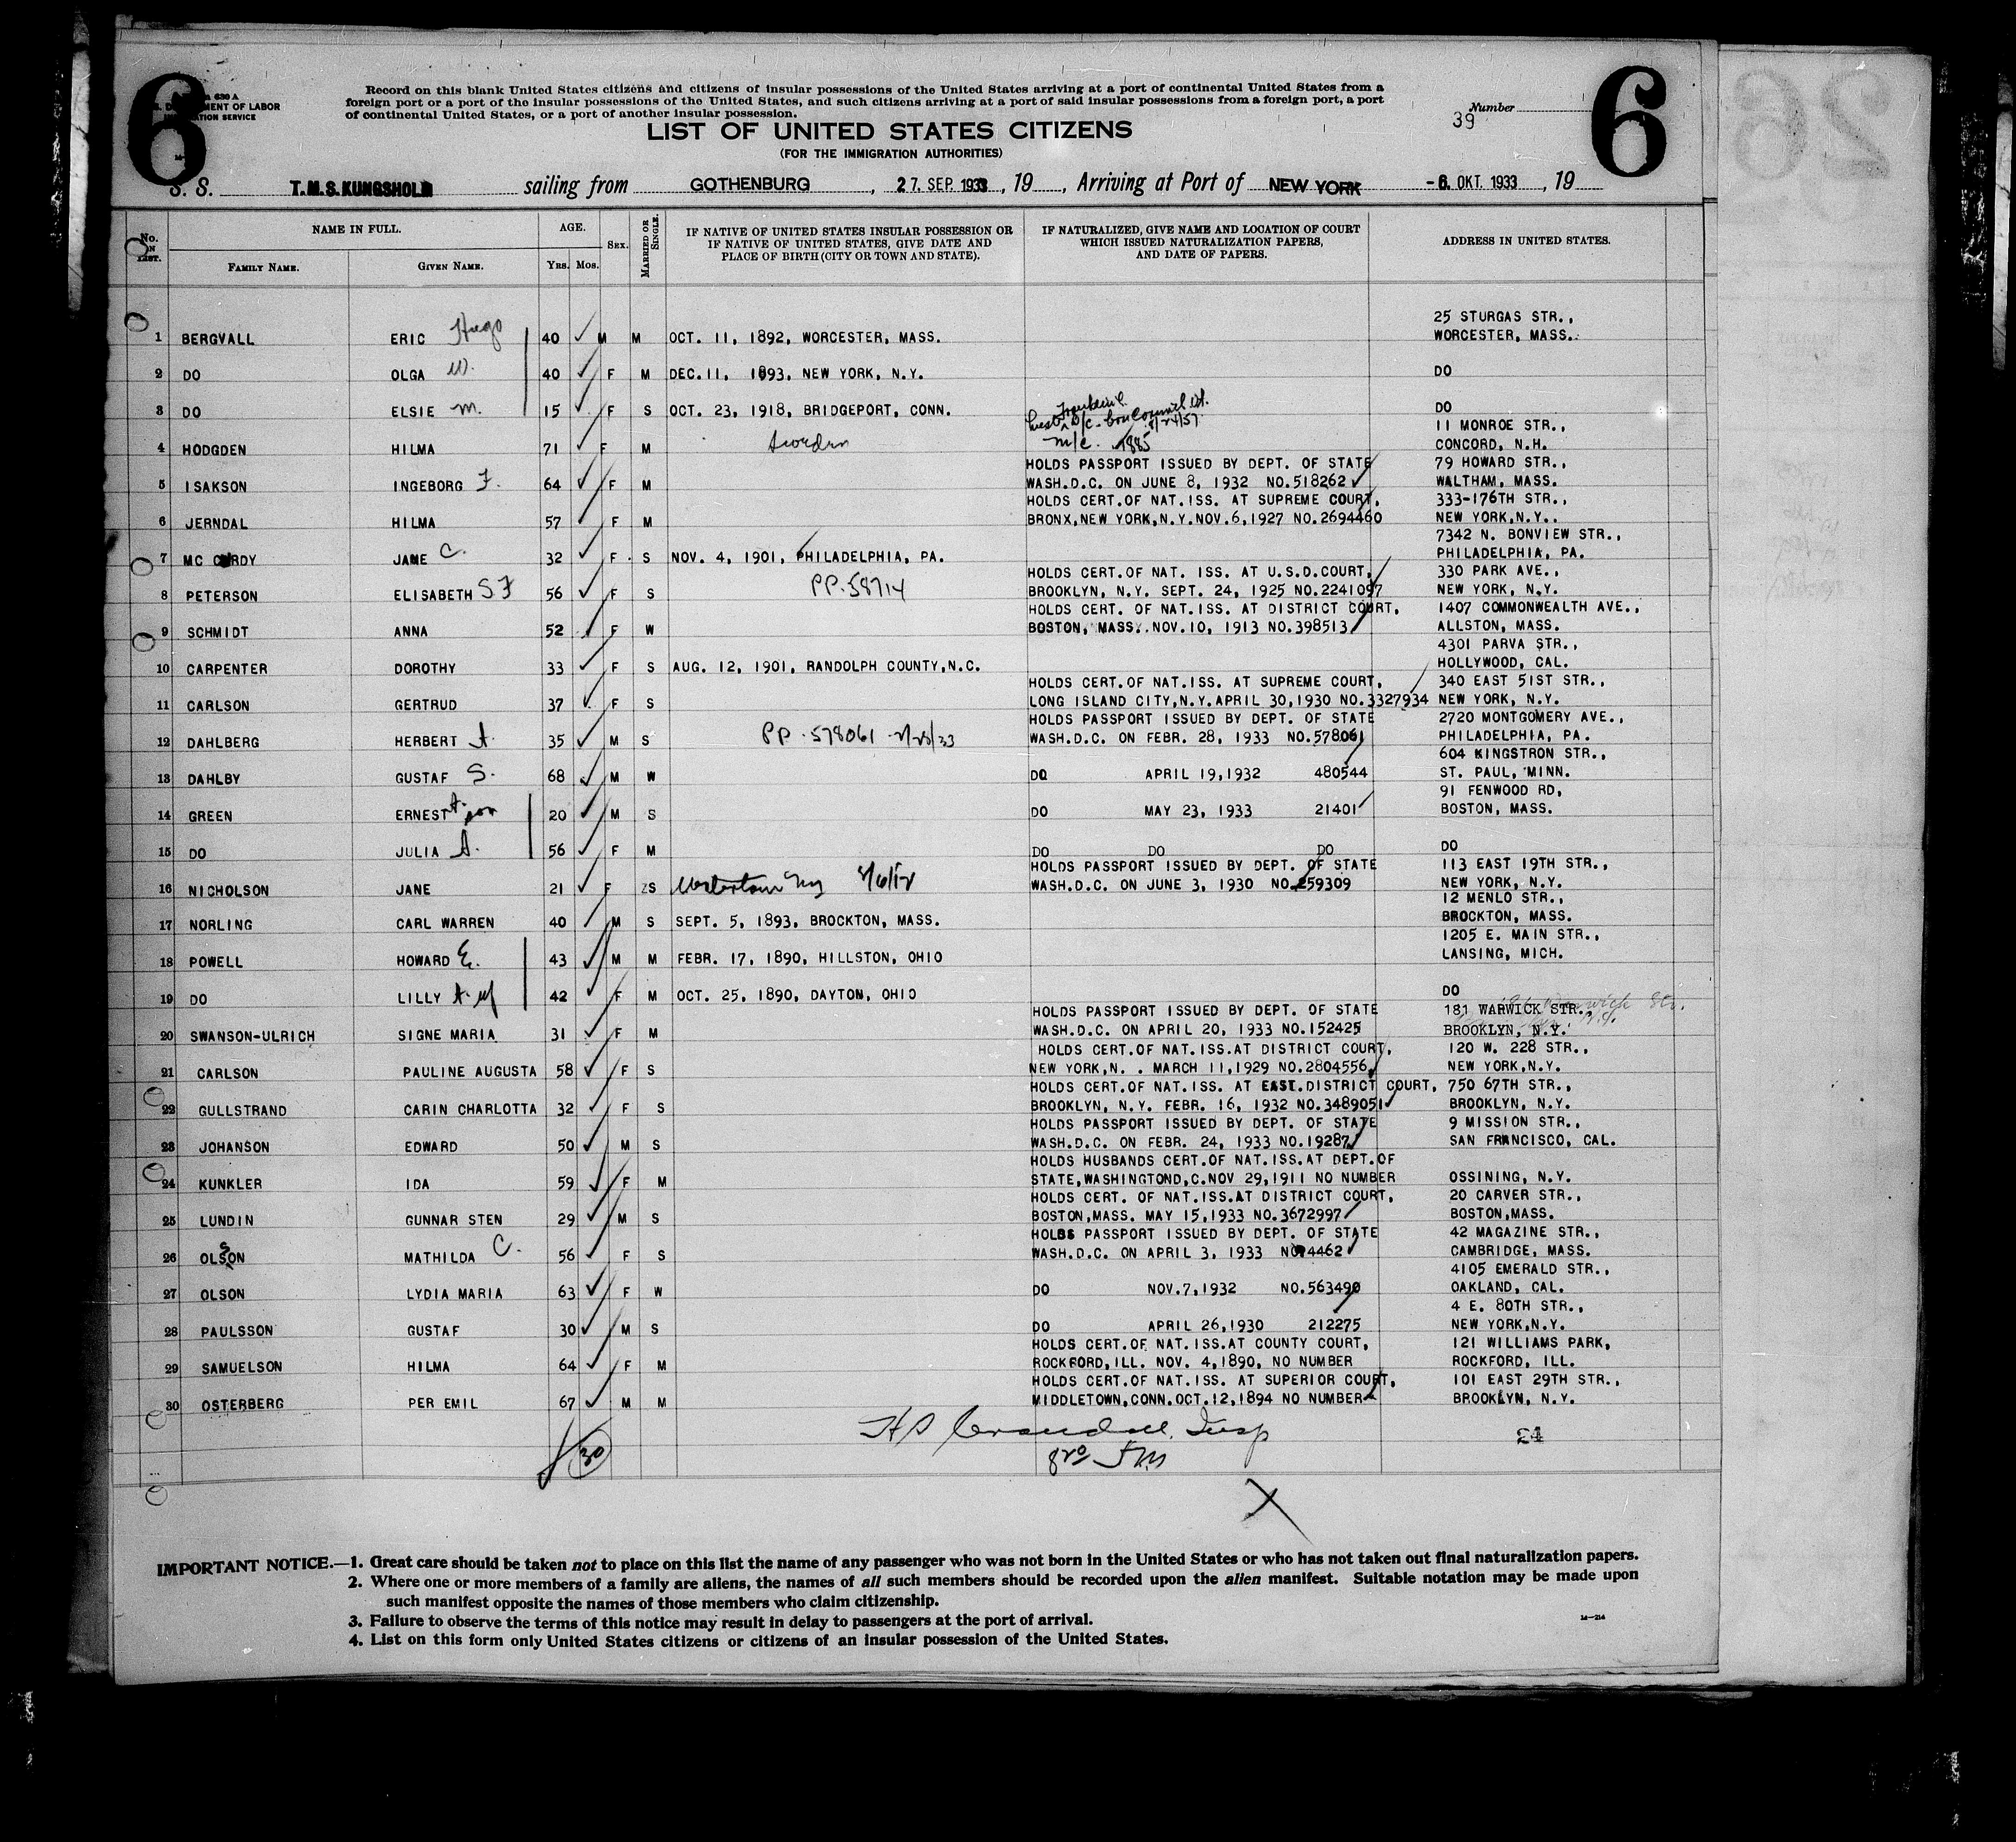 6
6
630 A
DEPARTMENT OF LABOR
IMMIGRATION SERVICE
Record on this blank United States citizens and citizens of insular possessions of the United States arriving at a port of continental United States from a
foreign port or a port of the insular possessions of the United States, and such citizens arriving at a port of said insular possessions from a foreign port, a port
of continental United States, or a port of another insular possession.
Number
39
LIST OF UNITED STATES CITIZENS
(FOR THE IMMIGRATION AUTHORITIES)
S. S. T.M.S. KUNGSHOLM sailing from GOTHENBURG, 27. SEP. 1933, 19, Arriving at Port of NEW YORK -6. OKT. 1933, 19
No. IN LIST. NAME IN FULL. FAMILY NAME. GIVEN NAME. AGE. YRS. MOS. SEX. MARRIED OR SINGLE. IF NATIVE OF UNITED STATES INSULAR POSSESSION OR IF NATIVE OF UNITED STATES, GIVE DATE AND PLACE OF BIRTH (CITY OR TOWN AND STATE). IF NATURALIZED, GIVE NAME AND LOCATION OF COURT WHICH ISSUED NATURALIZATION PAPERS, AND DATE OF PAPERS. ADDRESS IN UNITED STATES.
25 STURGAS STR.,
1 BERGVALL ERIC Hugo 40 M M OCT. 11, 1892, WORCESTER, MASS. WORCESTER, MASS.
2 DO OLGA W. 40 F M DEC. 11, 1893, NEW YORK, N.Y. DO
3 DO ELSIE M. 15 F S OCT. 23, 1918, BRIDGEPORT, CONN. DO
11 MONROE STR.,
4 HODGDEN HILMA 71 F M Sweden m/c. 1885 CONCORD, N.H.
HOLDS PASSPORT ISSUED BY DEPT. OF STATE 79 HOWARD STR.,
5 ISAKSON INGEBORG F. 64 F M WASH.D.C. ON JUNE 8, 1932 NO.518262 WALTHAM, MASS.
HOLDS CERT.OF NAT.ISS. AT SUPREME COURT, 333-176TH STR.,
6 JERNDAL HILMA 57 F M BRONX,NEW YORK,N.Y.NOV.6,1927 NO.2694460 NEW YORK,N.Y..
7342 N. BONVIEW STR.,
7 MC CURDY JANE C. 32 F S NOV. 4, 1901, PHILADELPHIA, PA. PHILADELPHIA, PA.
HOLDS CERT.OF NAT. ISS. AT U.S.D.COURT, 330 PARK AVE.,
8 PETERSON ELISABETH S F 56 F S PP.58714 BROOKLYN, N.Y. SEPT. 24, 1925 NO.2241097 NEW YORK, N.Y.
HOLDS CERT. OF NAT.ISS. AT DISTRICT COURT, 1407 COMMONWEALTH AVE.,
9 SCHMIDT ANNA 52 F W BOSTON, MASS. NOV.10, 1913 NO.398513 ALLSTON, MASS.
4301 PARVA STR.,
10 CARPENTER DOROTHY 33 F S AUG. 12, 1901, RANDOLPH COUNTY,N.C. HOLLYWOOD, CAL.
HOLDS CERT.OF NAT.ISS. AT SUPREME COURT, 340 EAST 51ST STR.,
11 CARLSON GERTRUD 37 F S LONG ISLAND CITY,N.Y.APRIL 30,1930 NO.3327934 NEW YORK, N.Y.
HOLDS PASSPORT ISSUED BY DEPT. OF STATE 2720 MONTGOMERY AVE.,
12 DAHLBERG HERBERT A. 35 M S PP.578061 2/28/33 WASH.D.C. ON FEBR. 28, 1933 NO.578061 PHILADELPHIA, PA.
604 KINGSTRON STR.,
13 DAHLBY GUSTAF S. 68 M W DO APRIL 19,1932 480544 ST. PAUL, MINN.
91 FENWOOD RD,
14 GREEN ERNEST A. 20 M S DO MAY 23, 1933 21401 BOSTON, MASS.
15 DO JULIA A. 56 F M DO DO DO DO
HOLDS PASSPORT ISSUED BY DEPT. OF STATE 113 EAST 19TH STR.,
16 NICHOLSON JANE 21 F S Watertown NY 7/6/12 WASH.D.C. ON JUNE 3, 1930 NO.259309 NEW YORK, N.Y.
12 MENLO STR.,
17 NORLING CARL WARREN 40 M S SEPT. 5, 1893, BROCKTON, MASS. BROCKTON, MASS.
1205 E. MAIN STR.,
18 POWELL HOWARD E. 43 M M FEBR. 17, 1890, HILLSTON, OHIO LANSING, MICH.
19 DO LILLY A. M 42 F M OCT. 25, 1890, DAYTON, OHIO DO
HOLDS PASSPORT ISSUED BY DEPT. OF STATE 181 WARWICK STR.,
20 SWANSON-ULRICH SIGNE MARIA 31 F M WASH.D.C. ON APRIL 20, 1933 NO.152425 BROOKLYN, N.Y.
HOLDS CERT.OF NAT.ISS.AT DISTRICT COURT, 120 W. 228 STR.,
21 CARLSON PAULINE AUGUSTA 58 F S NEW YORK,N. . MARCH 11,1929 NO.2804556 NEW YORK,N.Y.
HOLDS CERT.OF NAT.ISS. AT EAST.DISTRICT COURT, 750 67TH STR.,
22 GULLSTRAND CARIN CHARLOTTA 32 F S BROOKLYN, N.Y. FEBR. 16, 1932 NO.3489051 BROOKLYN, N.Y.
HOLDS PASSPORT ISSUED BY DEPT. OF STATE 9 MISSION STR.,
23 JOHANSON EDWARD 50 M S WASH.D.C. ON FEBR. 24, 1933 NO.19287 SAN FRANCISCO, CAL.
HOLDS HUSBANDS CERT.OF NAT.ISS.AT DEPT.OF
24 KUNKLER IDA 59 F M STATE,WASHINGTOND,C.NOV 29,1911 NO NUMBER OSSINING, N.Y.
HOLDS CERT. OF NAT.ISS.AT DISTRICT COURT, 20 CARVER STR.,
25 LUNDIN GUNNAR STEN 29 M S BOSTON,MASS. MAY 15,1933 NO.3672997 BOSTON,MASS.
HOLDS PASSPORT ISSUED BY DEPT. OF STATE 42 MAGAZINE STR.,
26 OLSSON MATHILDA C. 56 F S WASH.D.C. ON APRIL 3, 1933 NO.4462 CAMBRIDGE, MASS.
4105 EMERALD STR.,
27 OLSON LYDIA MARIA 63 F W DO NOV.7,1932 NO.563490 OAKLAND, CAL.
4 E. 80TH STR.,
28 PAULSSON GUSTAF 30 M S DO APRIL 26,1930 212275 NEW YORK,N.Y.
HOLDS CERT.OF NAT.ISS.AT COUNTY COURT, 121 WILLIAMS PARK,
29 SAMUELSON HILMA 64 F M ROCKFORD,ILL. NOV. 4,1890, NO NUMBER ROCKFORD, ILL.
HOLDS CERT.OF NAT.ISS. AT SUPERIOR COURT, 101 EAST 29TH STR.,
30 OSTERBERG PER EMIL 67 M M MIDDLETOWN,CONN.OCT.12,1894 NO NUMBER BROOKLYN, N.Y.
30 H S Crandall. Insp 24
IMPORTANT NOTICE.—1. Great care should be taken not to place on this list the name of any passenger who was not born in the United States or who has not taken out final naturalization papers.
2. Where one or more members of a family are aliens, the names of all such members should be recorded upon the alien manifest. Suitable notation may be made upon
such manifest opposite the names of those members who claim citizenship.
3. Failure to observe the terms of this notice may result in delay to passengers at the port of arrival.
4. List on this form only United States citizens or citizens of an insular possession of the United States.
14—214